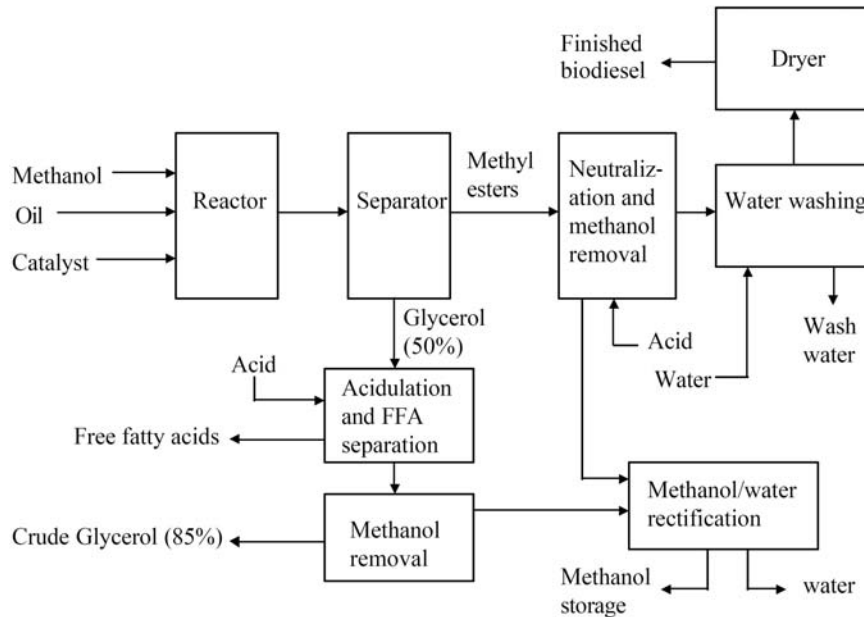 Finished
biodiesel
Dryer
Methanol
Oil
Catalyst
Reactor
Separator
Methyl
esters
Neutraliz-
ation and
methanol
removal
Water washing
Glycerol
(50%)
Acid
Water
Wash
water
Acid
Acidulation
and FFA
separation
Free fatty acids
Methanol
removal
Crude Glycerol (85%)
Methanol/water
rectification
Methanol
storage
water